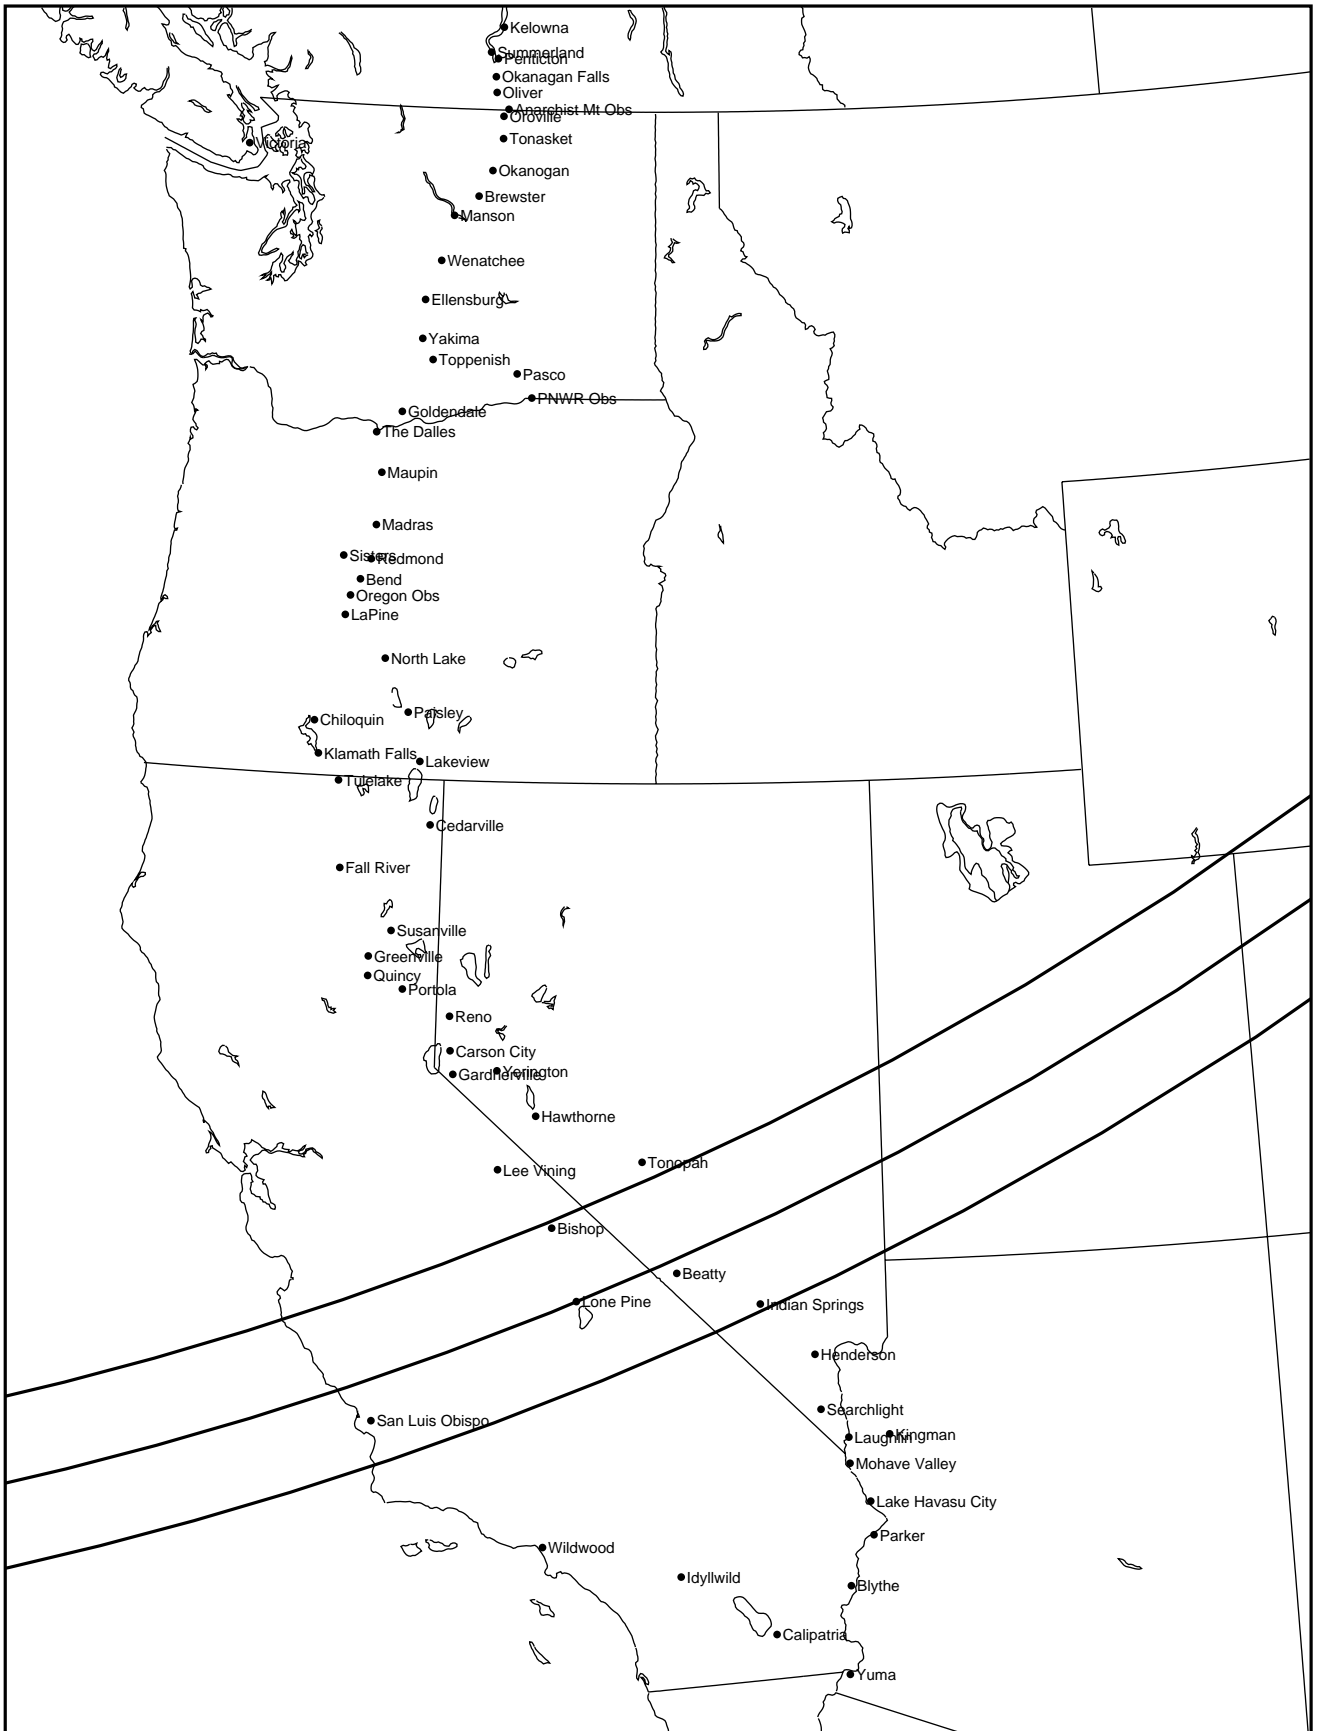 Kelowna
Summerland
Penticton
Okanagan Falls
Oliver
Anarchist Mt Obs
Oroville
Tonasket
Victoria
Okanogan
Brewster
Manson
Wenatchee
Ellensburg
Yakima
Toppenish
Pasco
PNWR Obs
Goldendale
The Dalles
Maupin
Madras
Sisters
Redmond
Bend
Oregon Obs
LaPine
North Lake
Paisley
Chiloquin
Klamath Falls
Lakeview
Tulelake
Cedarville
Fall River
Susanville
Greenville
Quincy
Portola
Reno
Carson City
Yerington
Gardnerville
Hawthorne
Tonopah
Lee Vining
Bishop
Beatty
Lone Pine
Indian Springs
Henderson
Searchlight
San Luis Obispo
Kingman
Laughlin
Mohave Valley
Lake Havasu City
Parker
Wildwood
Idyllwild
Blythe
Calipatria
Yuma